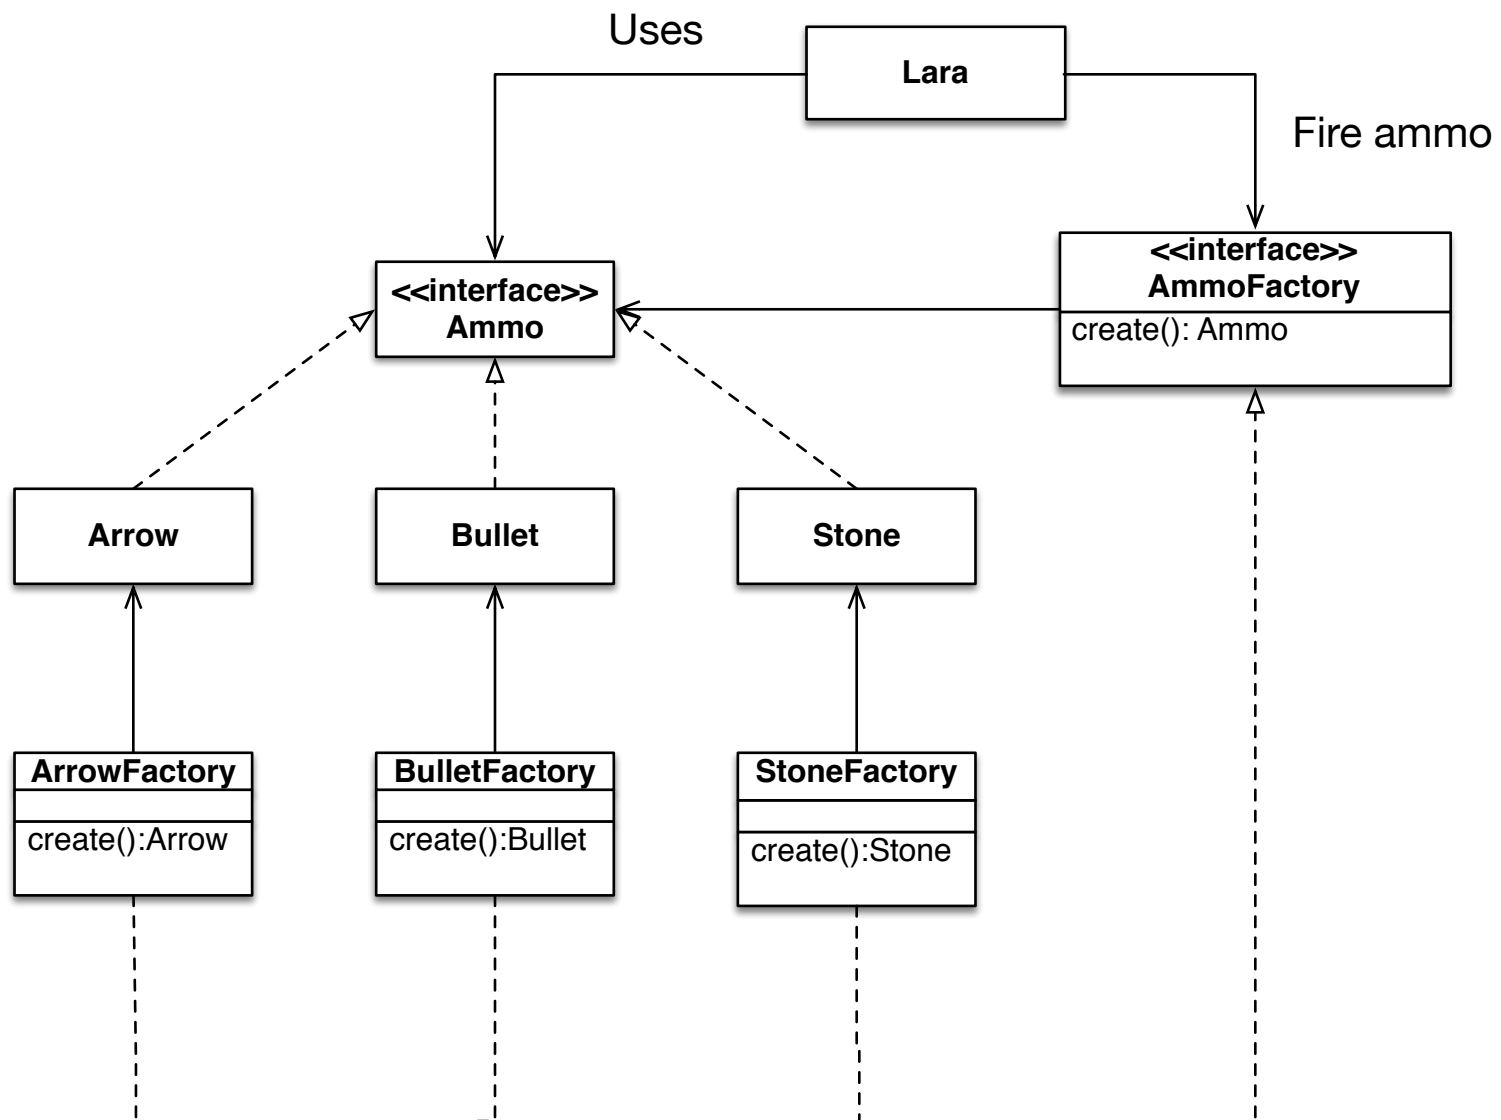 Uses
Lara
Fire ammo
<<interface>>
AmmoFactory
create(): Ammo
<<interface>>
Ammo
Arrow
Bullet
Stone
ArrowFactory
create():Arrow
BulletFactory
create():Bullet
StoneFactory
create():Stone